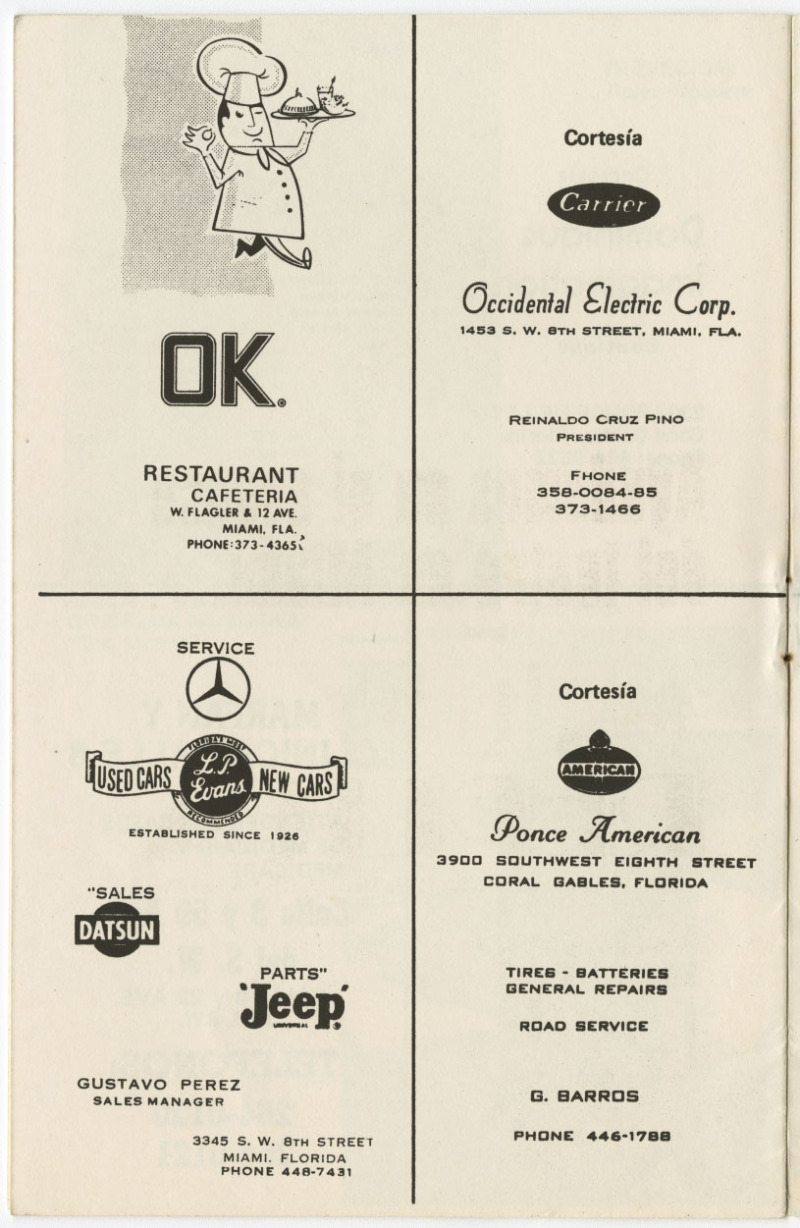 OK.
RESTAURANT
CAFETERIA
W. FLAGLER & 12 AVE.
MIAMI, FLA.
PHONE:373-4365
Cortesía
Carrier
Occidental Electric Corp.
1453 S. W. 8TH STREET, MIAMI, FLA.
REINALDO CRUZ PINO
PRESIDENT
FHONE
358-0084-85
373-1466
SERVICE
USED CARS
L.P. Evans
NEW CARS
RECOMMENDED
ESTABLISHED SINCE 1926
"SALES
DATSUN
PARTS"
'Jeep'
UNIVERSAL
GUSTAVO PEREZ
SALES MANAGER
3345 S. W. 8TH STREET
MIAMI. FLORIDA
PHONE 448-7431
Cortesía
AMERICAN
Ponce American
3900 SOUTHWEST EIGHTH STREET
CORAL GABLES, FLORIDA
TIRES - BATTERIES
GENERAL REPAIRS
ROAD SERVICE
G. BARROS
PHONE 446-1788